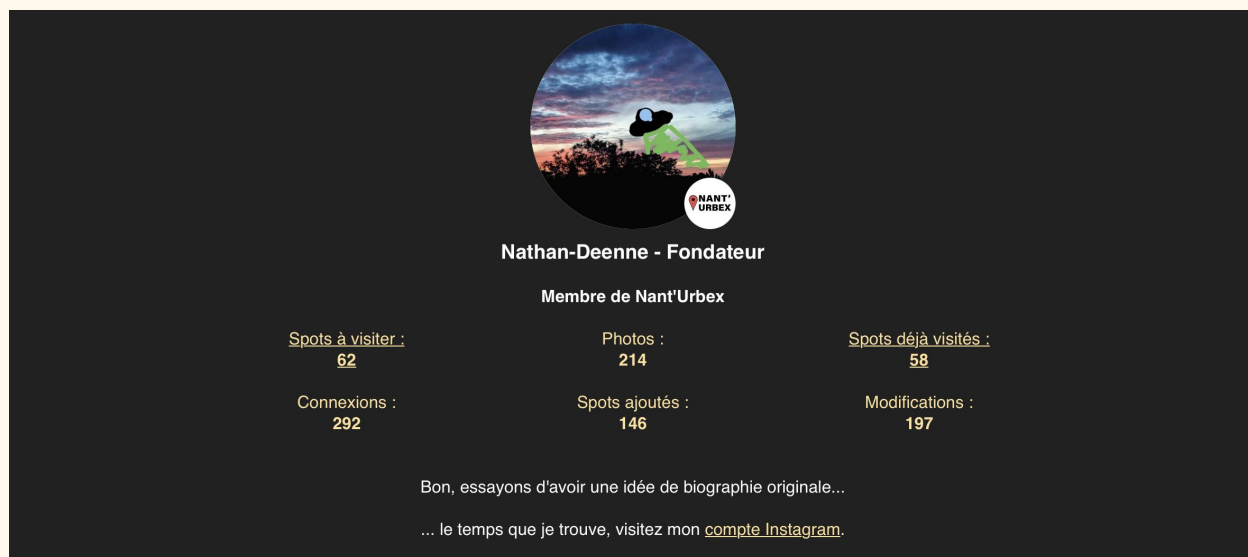 NANT'
URBEX
Nathan-Deenne - Fondateur
Membre de Nant'Urbex
Spots à visiter :
62
Photos :
214
Spots déjà visités :
58
Connexions :
292
Spots ajoutés :
146
Modifications :
197
Bon, essayons d'avoir une idée de biographie originale...
... le temps que je trouve, visitez mon compte Instagram.